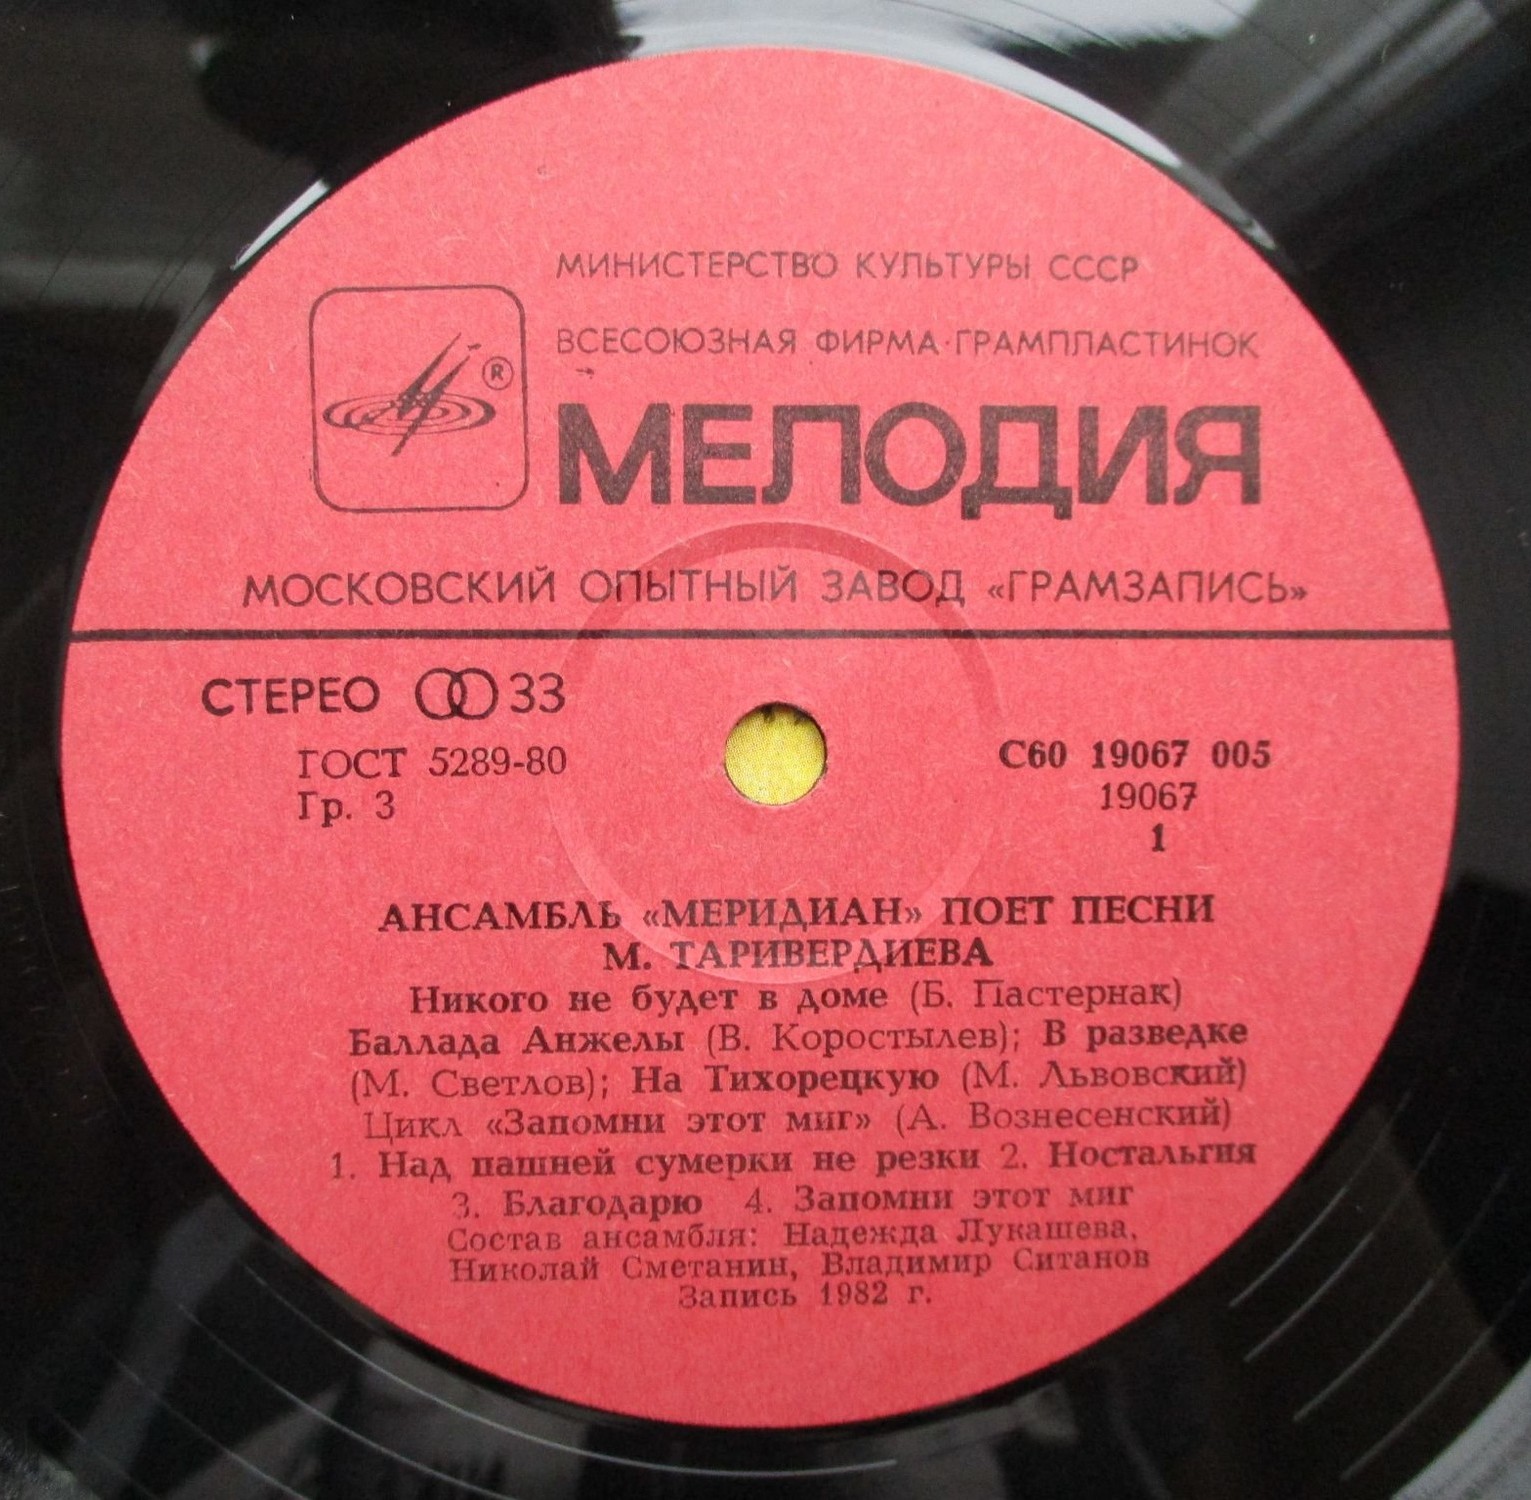 МИНИСТЕРСТВО КУЛЬТУРЫ СССР
ВСЕСОЮЗНАЯ ФИРМА ГРАМПЛАСТИНОК
®
МЕЛОДИЯ
МОСКОВСКИЙ ОПЫТНЫЙ ЗАВОД «ГРАМЗАПИСЬ»
СТЕРЕО 33
ГОСТ 5289-80
Гр. 3
С60 19067 005
19067
1
АНСАМБЛЬ «МЕРИДИАН» ПОЕТ ПЕСНИ
М. ТАРИВЕРДИЕВА
Никого не будет в доме (Б. Пастернак)
Баллада Анжелы (В. Коростылев); В разведке
(М. Светлов); На Тихорецкую (М. Львовский)
Цикл «Запомни этот миг» (А. Вознесенский)
1. Над пашней сумерки не резки 2. Ностальгия
3. Благодарю 4. Запомни этот миг
Состав ансамбля: Надежда Лукашева,
Николай Сметанин, Владимир Ситанов
Запись 1982 г.